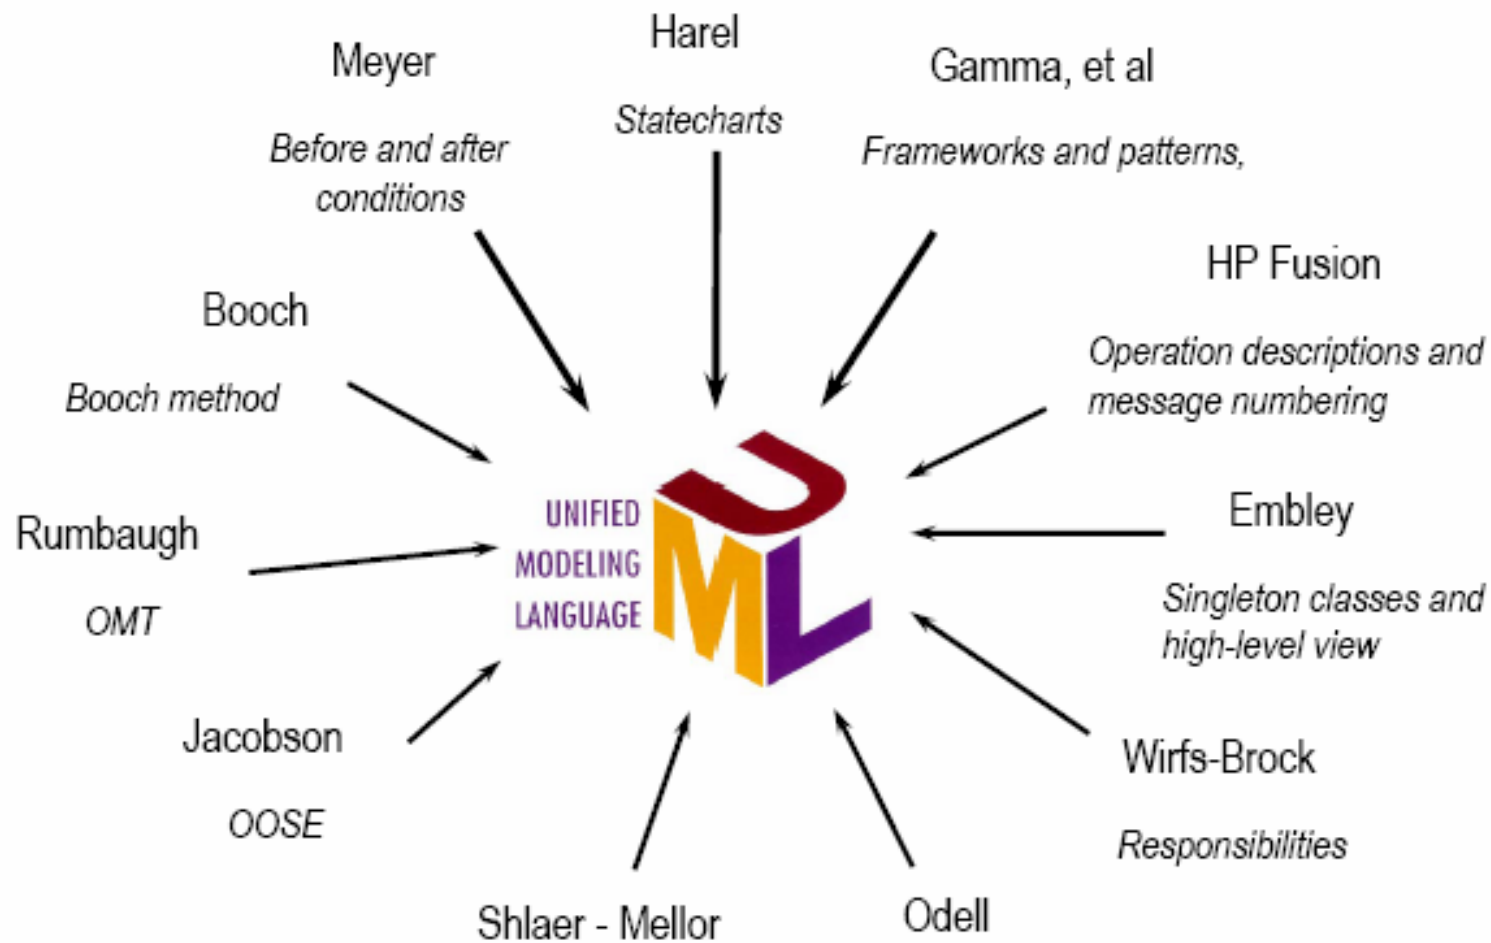 Harel
Meyer
Gamma, et al
Statecharts
Before and after
conditions
Frameworks and patterns,
HP Fusion
Booch
Operation descriptions and
message numbering
Booch method
UML
UNIFIED
MODELING
LANGUAGE
Embley
Rumbaugh
Singleton classes and
high-level view
OMT
Jacobson
Wirfs-Brock
OOSE
Responsibilities
Shlaer - Mellor
Odell